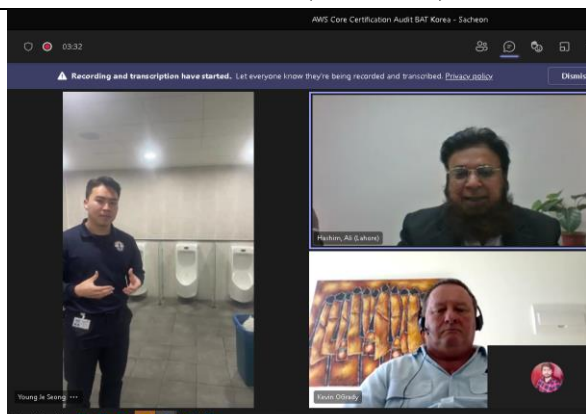 AWS Core Certification Audit BAT Korea - Sacheon
03:32
Recording and transcription have started. Let everyone know they're being recorded and transcribed. Privacy policy
Dismis
Hashim, Ali (Lahore)
Young Je Seong ···
Kevin OGrady